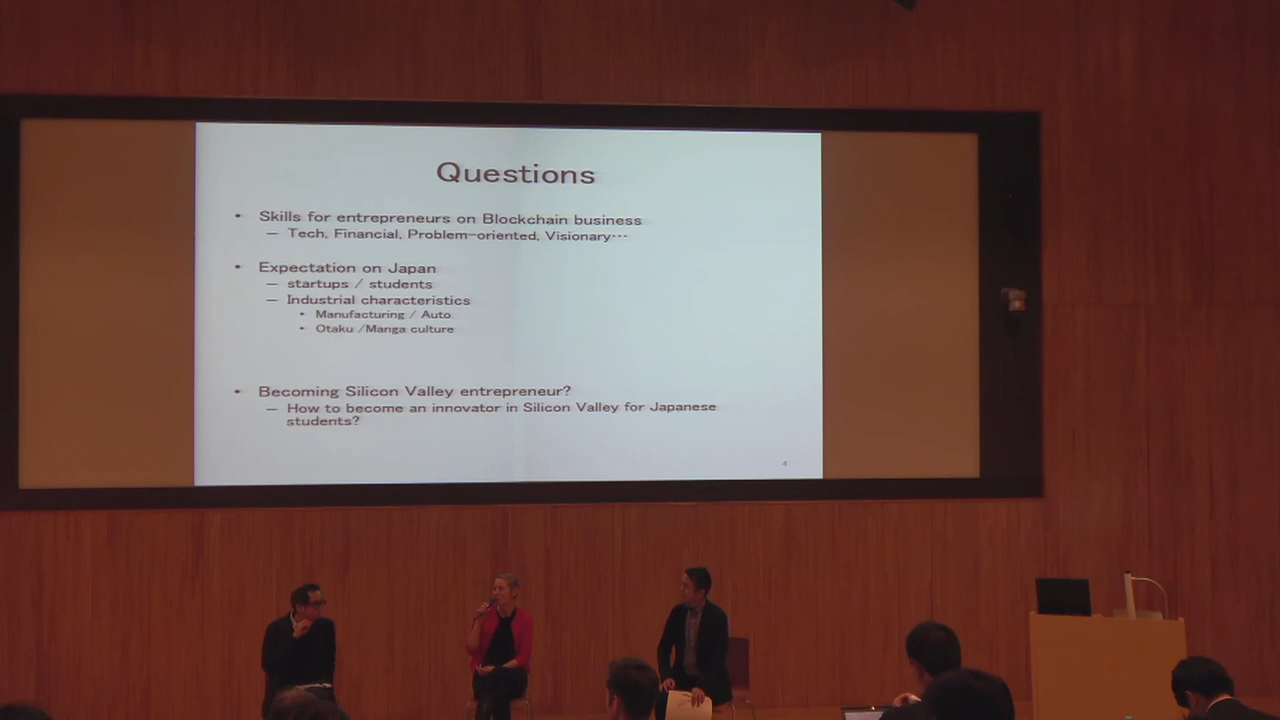 Questions
• Skills for entrepreneurs on Blockchain business
– Tech, Financial, Problem-oriented, Visionary…
• Expectation on Japan
– startups / students
– Industrial characteristics
• Manufacturing / Auto
• Otaku /Manga culture
• Becoming Silicon Valley entrepreneur?
– How to become an innovator in Silicon Valley for Japanese
students?
4